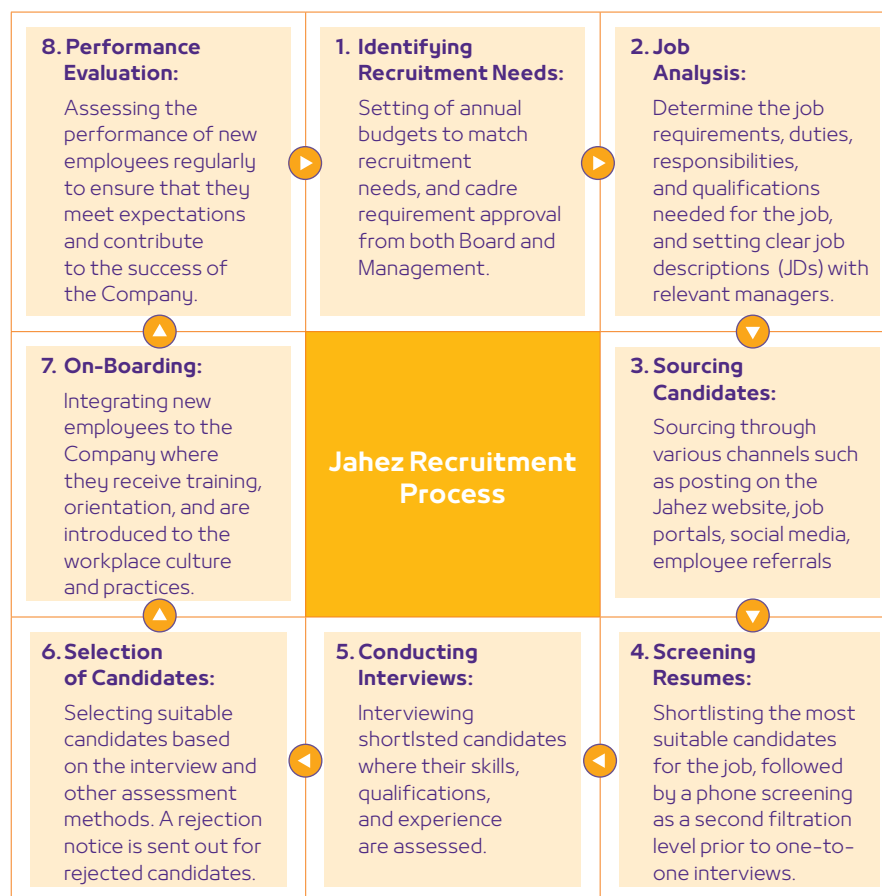 8. Performance
Evaluation:
Assessing the
performance of new
employees regularly
to ensure that they
meet expectations
and contribute
to the success of
the Company.
1. Identifying
Recruitment Needs:
Setting of annual
budgets to match
recruitment
needs, and cadre
requirement approval
from both Board and
Management.
2. Job
Analysis:
Determine the job
requirements, duties,
responsibilities,
and qualifications
needed for the job,
and setting clear job
descriptions (JDs) with
relevant managers.
7. On-Boarding:
Integrating new
employees to the
Company where
they receive training,
orientation, and are
introduced to the
workplace culture
and practices.
Jahez Recruitment
Process
3. Sourcing
Candidates:
Sourcing through
various channels such
as posting on the
Jahez website, job
portals, social media,
employee referrals
6. Selection
of Candidates:
Selecting suitable
candidates based
on the interview and
other assessment
methods. A rejection
notice is sent out for
rejected candidates.
5. Conducting
Interviews:
Interviewing
shortlsted candidates
where their skills,
qualifications,
and experience
are assessed.
4. Screening
Resumes:
Shortlisting the most
suitable candidates
for the job, followed
by a phone screening
as a second filtration
level prior to one-to-
one interviews.